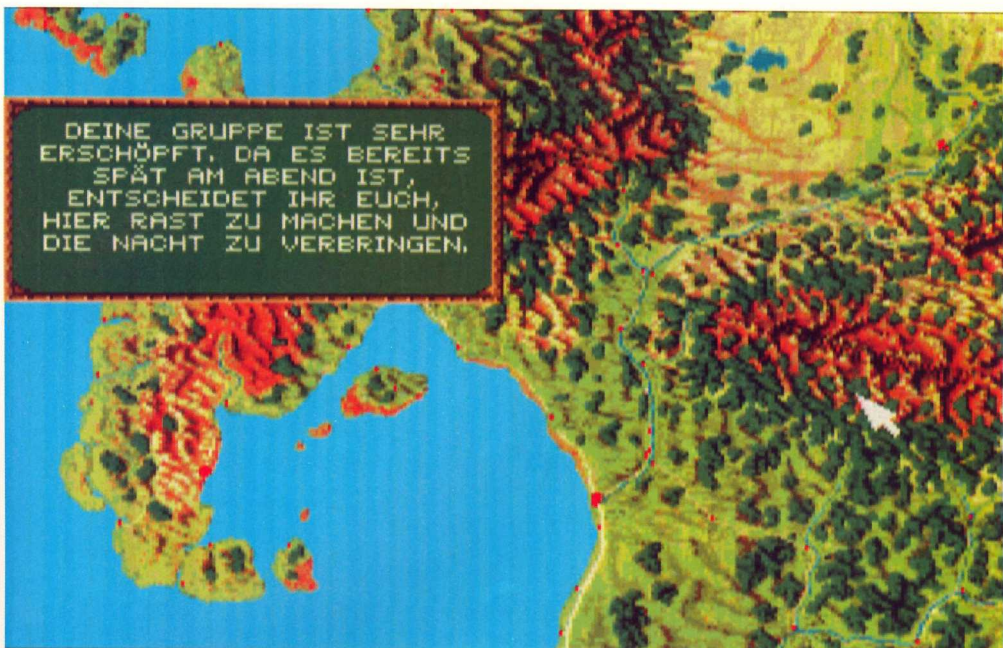 DEINE GRUPPE IST SEHR
ERSCHÖPFT. DA ES BEREITS
SPÄT AM ABEND IST,
ENTSCHEIDET IHR EUCH,
HIER RAST ZU MACHEN UND
DIE NACHT ZU VERBRINGEN.